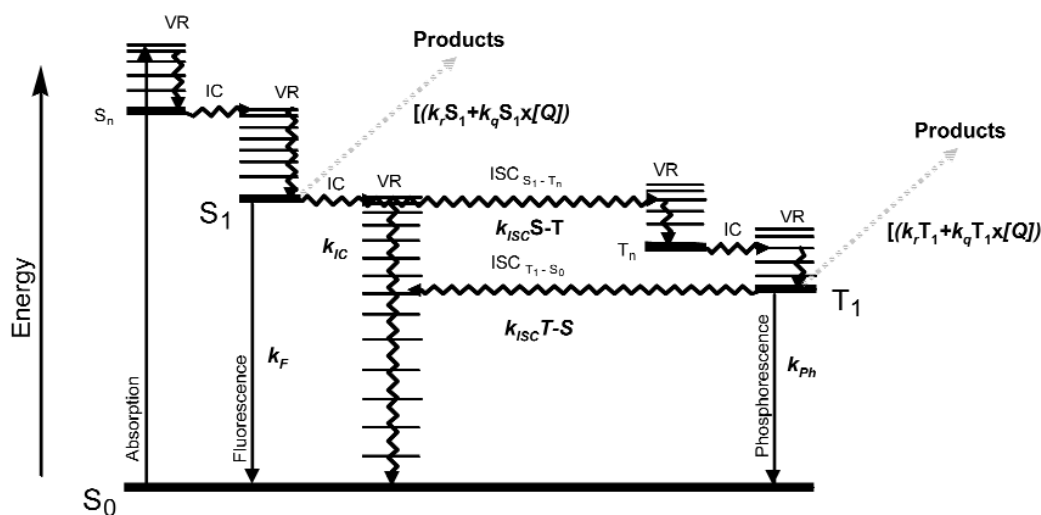 VR
Products
IC
VR
Sn
[(krS1+kqS1x[Q])
Products
ISC S1-Tn
VR
IC
VR
S1
kISCS-T
kIC
Tn
IC
VR
[(krT1+kqT1x[Q])
ISC T1-S0
T1
kISCT-S
kF
kPh
Energy
Absorption
Fluorescence
Phosphorescence
S0